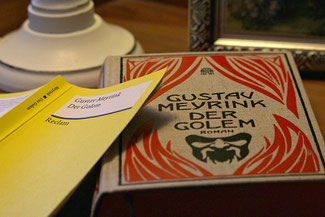 Gustav Meyrink
Der Golem
Reclam
GUSTAV
MEYRINK
DER
GOLEM
ROMAN